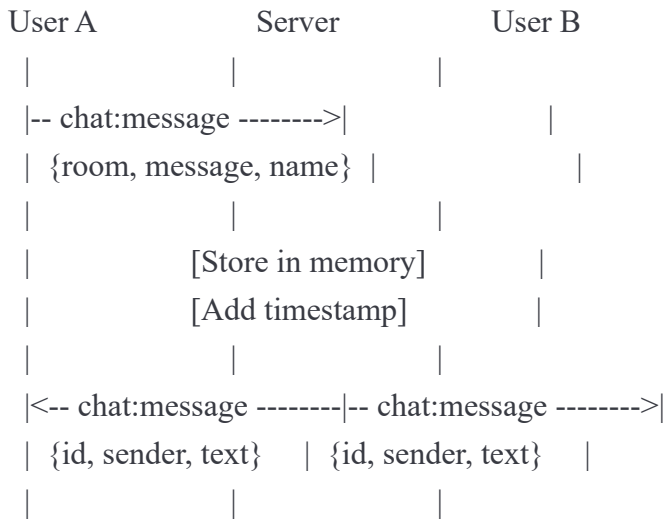 User A Server User B
| | |
|-- chat:message -------->| |
| {room, message, name} | |
| | |
| [Store in memory] |
| [Add timestamp] |
| | |
|<-- chat:message --------|-- chat:message -------->|
| {id, sender, text} | {id, sender, text} |
| | |